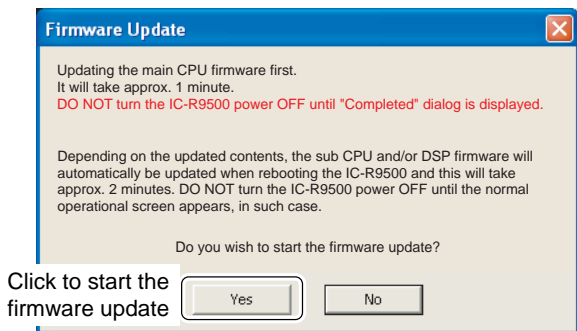 Firmware Update
Updating the main CPU firmware first.
It will take approx. 1 minute.
DO NOT turn the IC-R9500 power OFF until "Completed" dialog is displayed.
Depending on the updated contents, the sub CPU and/or DSP firmware will
automatically be updated when rebooting the IC-R9500 and this will take
approx. 2 minutes. DO NOT turn the IC-R9500 power OFF until the normal
operational screen appears, in such case.
Do you wish to start the firmware update?
Click to start the
firmware update
Yes
No